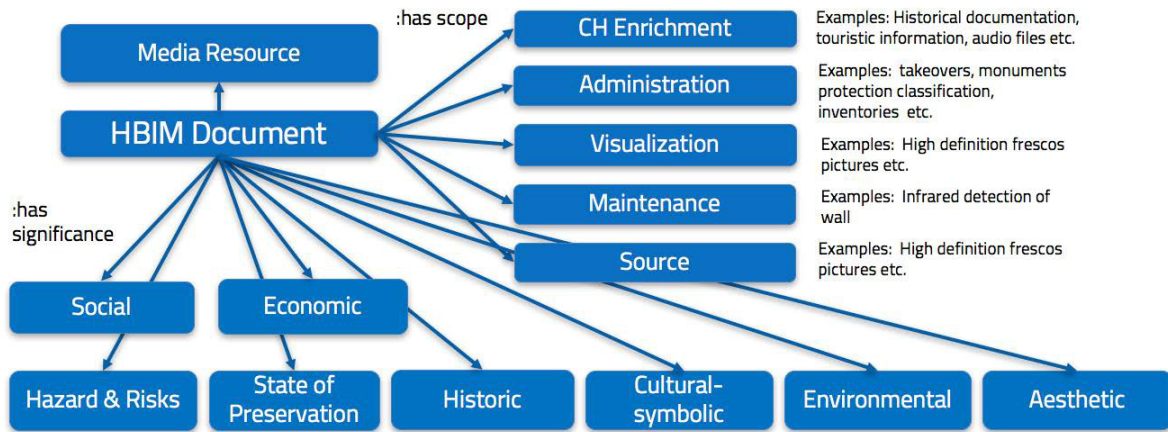 :has scope
Media Resource
HBIM Document
CH Enrichment
Examples: Historical documentation,
touristic information, audio files etc.
Administration
Examples: takeovers, monuments
protection classification,
inventories etc.
Visualization
Examples: High definition frescos
pictures etc.
Maintenance
Examples: Infrared detection of
wall
Source
Examples: High definition frescos
pictures etc.
:has
significance
Social
Economic
Hazard & Risks
State of
Preservation
Historic
Cultural-
symbolic
Environmental
Aesthetic